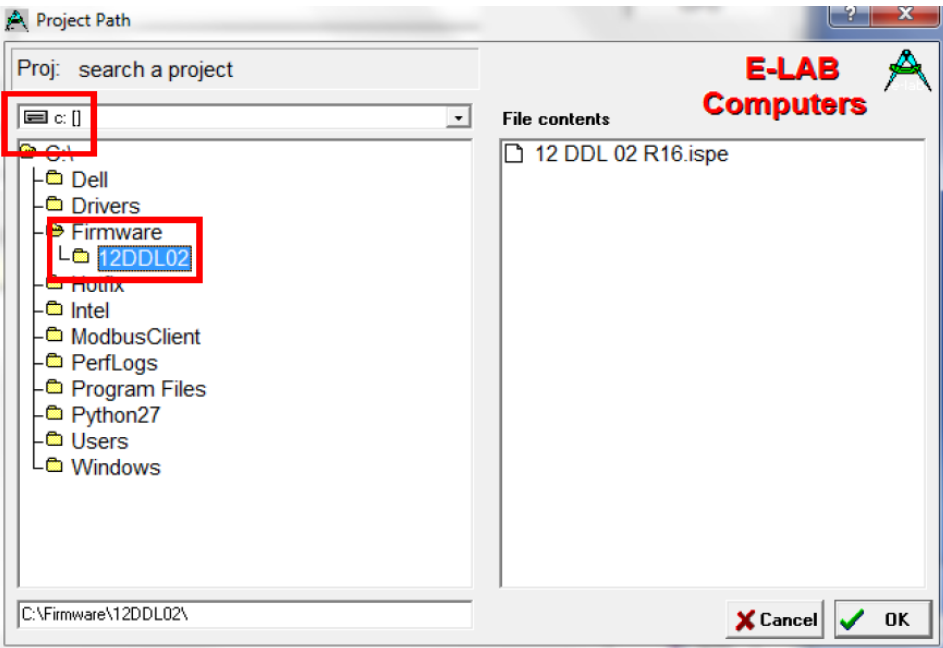 Project Path
?
X
Proj: search a project
E-LAB
Computers
c: []
File contents
C:\
12 DDL 02 R16.ispe
Dell
Drivers
Firmware
12DDL02
Hotfix
Intel
ModbusClient
PerfLogs
Program Files
Python27
Users
Windows
C:\Firmware\12DDL02\
Cancel
OK